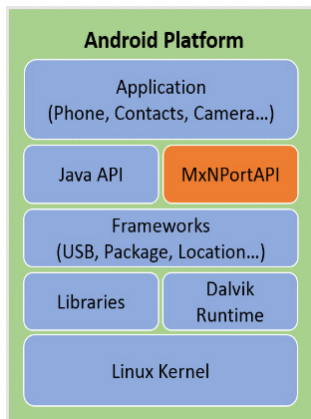 Android Platform
Application
(Phone, Contacts, Camera...)
Java API
MxNPortAPI
Frameworks
(USB, Package, Location...)
Libraries
Dalvik
Runtime
Linux Kernel